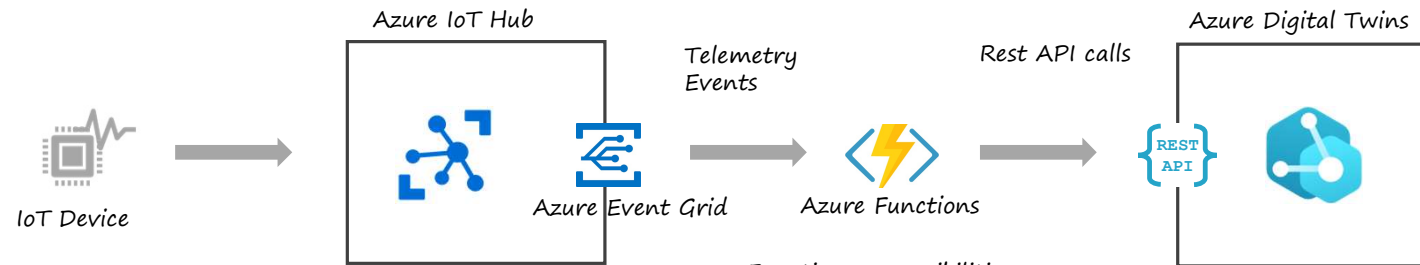 Azure IoT Hub
Azure Digital Twins
Telemetry
Events
Rest API calls
REST
API
IoT Device
Azure Event Grid
Azure Functions